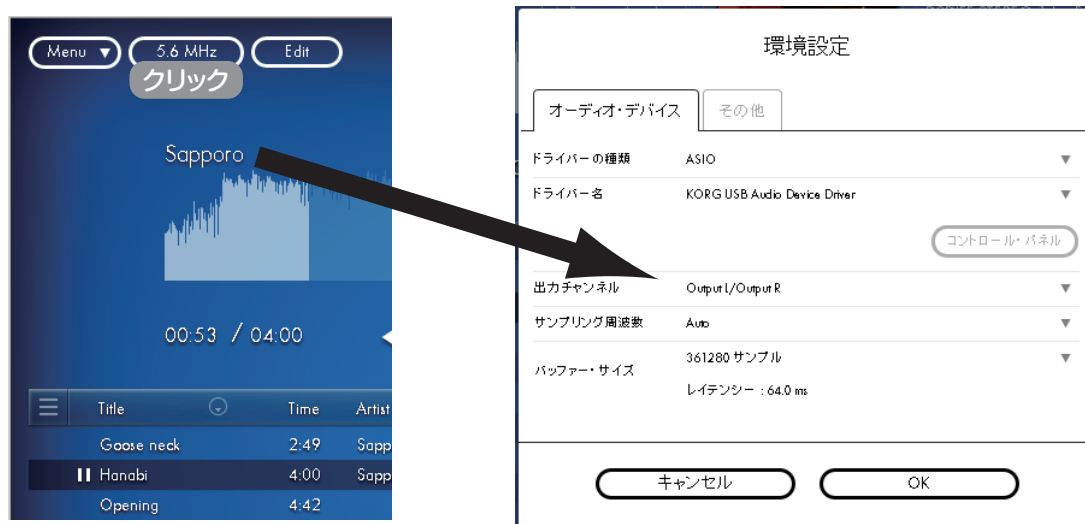 Menu ▼ 5.6 MHz Edit
クリック
Sapporo
00:53 / 04:00
Title Time Artist
Goose neck 2:49 Sapp
Hanabi 4:00 Sapp
Opening 4:42
環境設定
オーディオ・デバイス その他
ドライバーの種類 ASIO ▼
ドライバー名 KORG USB Audio Device Driver ▼
コントロール・パネル
出力チャンネル Output L/Output R ▼
サンプリング周波数 Auto ▼
バッファー・サイズ 361280 サンプル ▼
レイテンシー : 64.0 ms
キャンセル OK